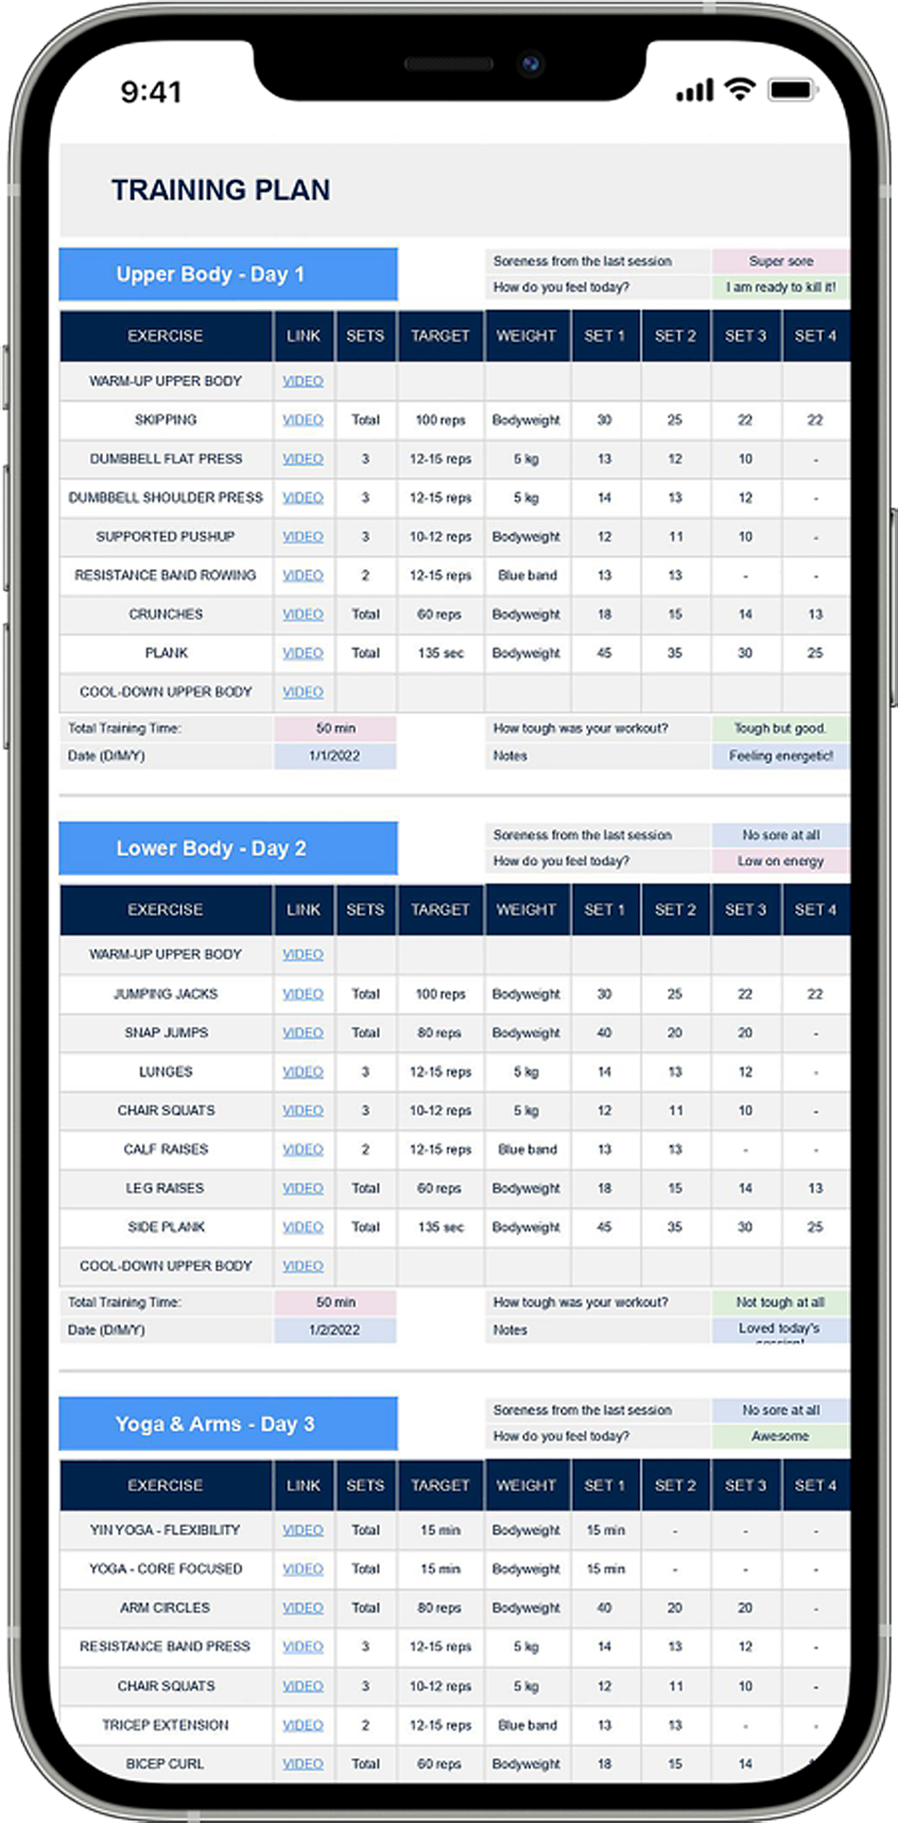 9:41
TRAINING PLAN
Upper Body - Day 1
Soreness from the last session Super sore
How do you feel today? I am ready to kill it!
EXERCISE LINK SETS TARGET WEIGHT SET 1 SET 2 SET 3 SET 4
WARM-UP UPPER BODY VIDEO
SKIPPING VIDEO Total 100 reps Bodyweight 30 25 22 22
DUMBBELL FLAT PRESS VIDEO 3 12-15 reps 5 kg 13 12 10 -
DUMBBELL SHOULDER PRESS VIDEO 3 12-15 reps 5 kg 14 13 12 -
SUPPORTED PUSHUP VIDEO 3 10-12 reps Bodyweight 12 11 10 -
RESISTANCE BAND ROWING VIDEO 2 12-15 reps Blue band 13 13 - -
CRUNCHES VIDEO Total 60 reps Bodyweight 18 15 14 13
PLANK VIDEO Total 135 sec Bodyweight 45 35 30 25
COOL-DOWN UPPER BODY VIDEO
Total Training Time: 50 min How tough was your workout? Tough but good.
Date (D/M/Y) 1/1/2022 Notes Feeling energetic!
Lower Body - Day 2
Soreness from the last session No sore at all
How do you feel today? Low on energy
EXERCISE LINK SETS TARGET WEIGHT SET 1 SET 2 SET 3 SET 4
WARM-UP UPPER BODY VIDEO
JUMPING JACKS VIDEO Total 100 reps Bodyweight 30 25 22 22
SNAP JUMPS VIDEO Total 80 reps Bodyweight 40 20 20 -
LUNGES VIDEO 3 12-15 reps 5 kg 14 13 12 -
CHAIR SQUATS VIDEO 3 10-12 reps 5 kg 12 11 10 -
CALF RAISES VIDEO 2 12-15 reps Blue band 13 13 - -
LEG RAISES VIDEO Total 60 reps Bodyweight 18 15 14 13
SIDE PLANK VIDEO Total 135 sec Bodyweight 45 35 30 25
COOL-DOWN UPPER BODY VIDEO
Total Training Time: 50 min How tough was your workout? Not tough at all
Date (D/M/Y) 1/2/2022 Notes Loved today's
Yoga & Arms - Day 3
Soreness from the last session No sore at all
How do you feel today? Awesome
EXERCISE LINK SETS TARGET WEIGHT SET 1 SET 2 SET 3 SET 4
YIN YOGA - FLEXIBILITY VIDEO Total 15 min Bodyweight 15 min - - -
YOGA - CORE FOCUSED VIDEO Total 15 min Bodyweight 15 min - - -
ARM CIRCLES VIDEO Total 80 reps Bodyweight 40 20 20 -
RESISTANCE BAND PRESS VIDEO 3 12-15 reps 5 kg 14 13 12 -
CHAIR SQUATS VIDEO 3 10-12 reps 5 kg 12 11 10 -
TRICEP EXTENSION VIDEO 2 12-15 reps Blue band 13 13 - -
BICEP CURL VIDEO Total 60 reps Bodyweight 18 15 14